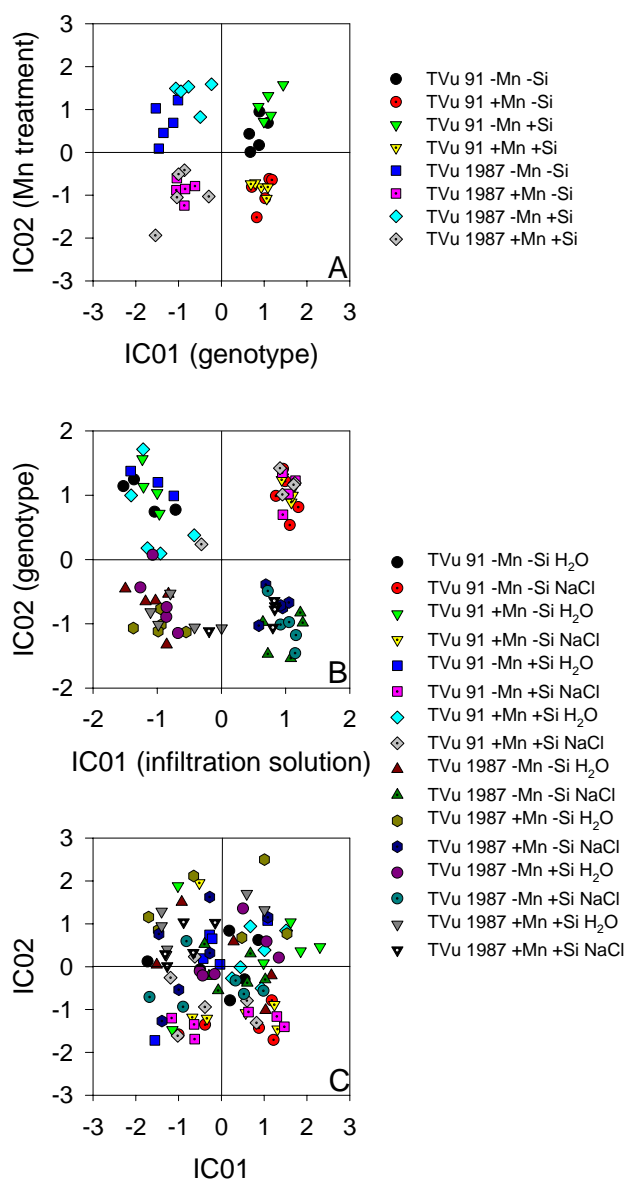 3
2
1
0
-1
-2
-3
IC02 (Mn treatment)
A
-3 -2 -1 0 1 2 3
IC01 (genotype)
TVu 91 -Mn -Si
TVu 91 +Mn -Si
TVu 91 -Mn +Si
TVu 91 +Mn +Si
TVu 1987 -Mn -Si
TVu 1987 +Mn -Si
TVu 1987 -Mn +Si
TVu 1987 +Mn +Si
2
1
0
-1
-2
IC02 (genotype)
B
-2 -1 0 1 2
IC01 (infiltration solution)
TVu 91 -Mn -Si H₂O
TVu 91 -Mn -Si NaCl
TVu 91 +Mn -Si H₂O
TVu 91 +Mn -Si NaCl
TVu 91 -Mn +Si H₂O
TVu 91 -Mn +Si NaCl
TVu 91 +Mn +Si H₂O
TVu 91 +Mn +Si NaCl
TVu 1987 -Mn -Si H₂O
TVu 1987 -Mn -Si NaCl
TVu 1987 +Mn -Si H₂O
TVu 1987 +Mn -Si NaCl
TVu 1987 -Mn +Si H₂O
TVu 1987 -Mn +Si NaCl
TVu 1987 +Mn +Si H₂O
TVu 1987 +Mn +Si NaCl
3
2
1
0
-1
-2
-3
IC02
C
-3 -2 -1 0 1 2 3
IC01